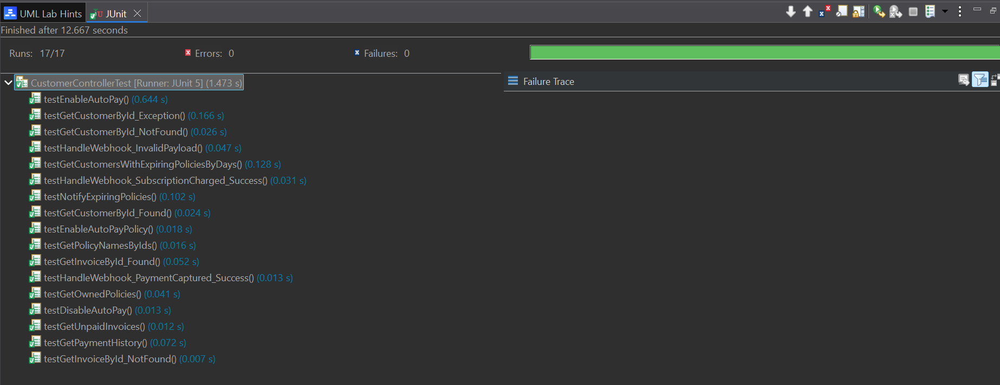 UML Lab Hints JUnit
Finished after 12.667 seconds
Runs: 17/17 Errors: 0 Failures: 0
CustomerControllerTest [Runner: JUnit 5] (1.473 s)
Failure Trace
testEnableAutoPay() (0.644 s)
testGetCustomerById_Exception() (0.166 s)
testGetCustomerById_NotFound() (0.026 s)
testHandleWebhook_InvalidPayload() (0.047 s)
testGetCustomersWithExpiringPoliciesByDays() (0.128 s)
testHandleWebhook_SubscriptionCharged_Success() (0.031 s)
testNotifyExpiringPolicies() (0.102 s)
testGetCustomerById_Found() (0.024 s)
testEnableAutoPayPolicy() (0.018 s)
testGetPolicyNamesByIds() (0.016 s)
testGetInvoiceById_Found() (0.052 s)
testHandleWebhook_PaymentCaptured_Success() (0.013 s)
testGetOwnedPolicies() (0.041 s)
testDisableAutoPay() (0.013 s)
testGetUnpaidInvoices() (0.012 s)
testGetPaymentHistory() (0.072 s)
testGetInvoiceById_NotFound() (0.007 s)